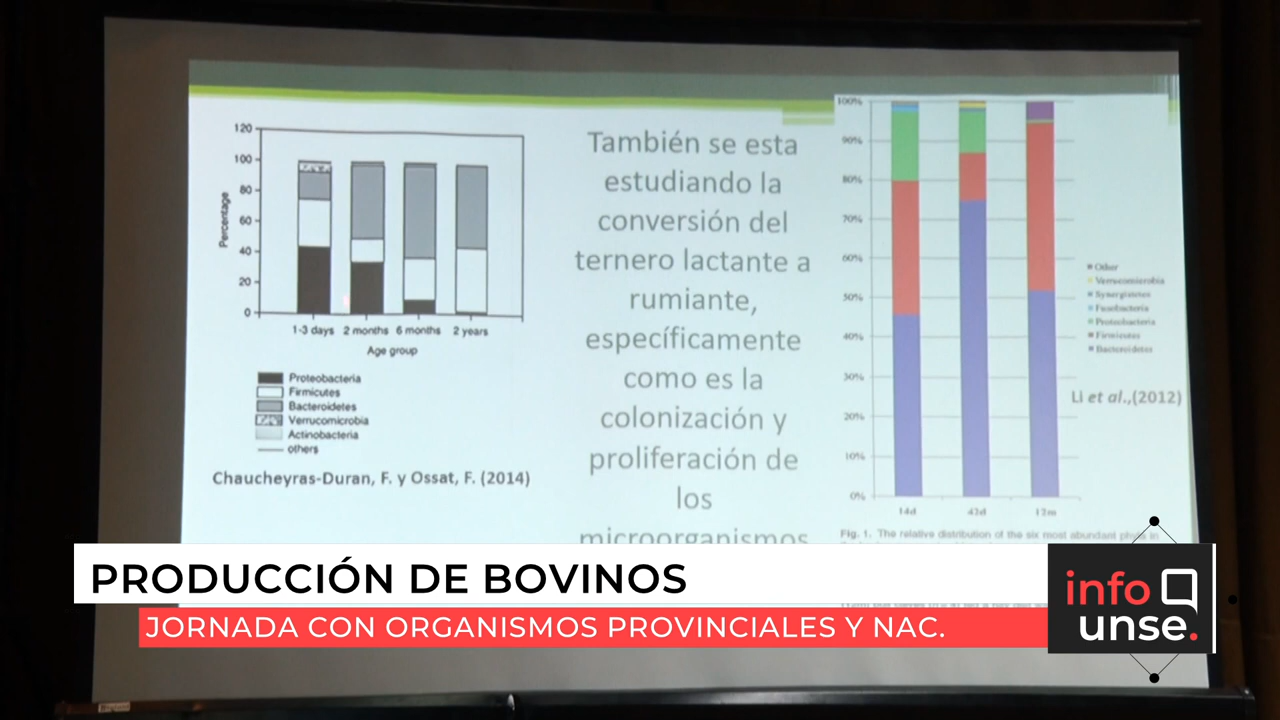 120
100
80
60
40
20
0
Percentage
1-3 days 2 months 6 months 2 years
Age group
Proteobacteria
Firmicutes
Bacteroidetes
Verrucomicrobia
Actinobacteria
others
Chaucheyras-Duran, F. y Ossat, F. (2014)
También se esta
estudiando la
conversión del
ternero lactante a
rumiante,
específicamente
como es la
colonización y
proliferación de
los
microorganismos
100%
90%
80%
70%
60%
50%
40%
30%
20%
10%
0%
14d 42d 12m
Other
Verrucomicrobia
Synergistetes
Fusobacteria
Proteobacteria
Firmicutes
Bacteroidetes
Li et al.,(2012)
Fig. 1. The relative distribution of the six most abundant phyla in
PRODUCCIÓN DE BOVINOS
JORNADA CON ORGANISMOS PROVINCIALES Y NAC.
info
unse.